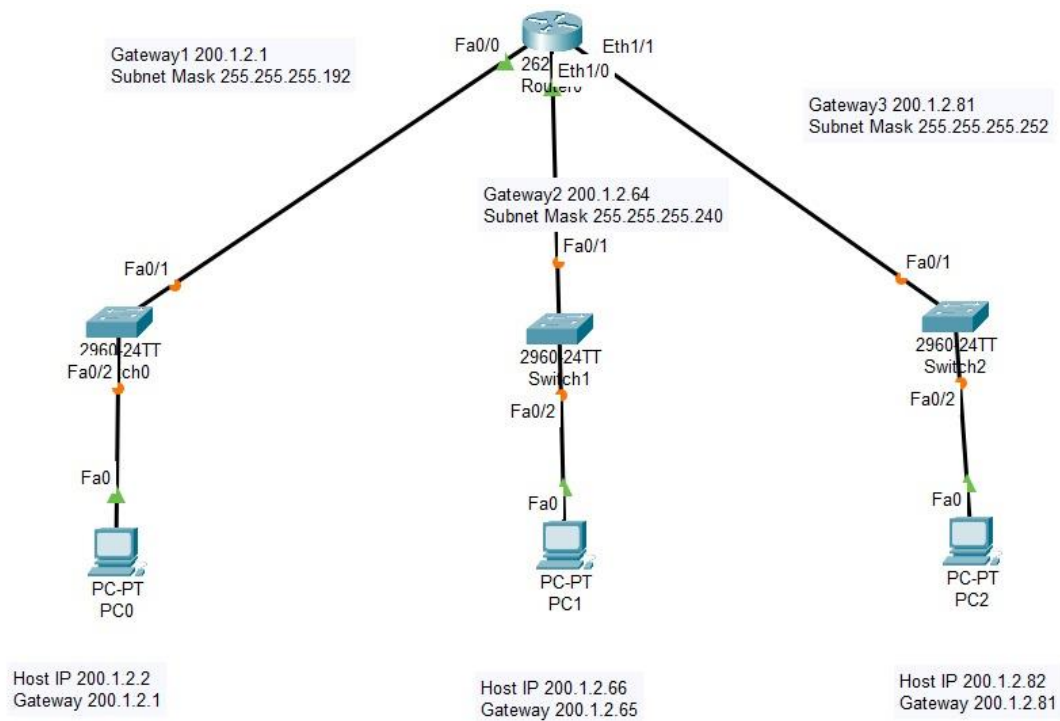 Gateway1 200.1.2.1
Subnet Mask 255.255.255.192
Fa0/0
Eth1/1
262
Eth1/0
Gateway3 200.1.2.81
Subnet Mask 255.255.255.252
Gateway2 200.1.2.64
Subnet Mask 255.255.255.240
Fa0/1
Fa0/1
Fa0/1
2960-24TT
Fa0/2 ch0
2960-24TT
Switch1
2960-24TT
Switch2
Fa0/2
Fa0/2
Fa0
Fa0
Fa0
PC-PT
PC0
PC-PT
PC1
PC-PT
PC2
Host IP 200.1.2.2
Gateway 200.1.2.1
Host IP 200.1.2.66
Gateway 200.1.2.65
Host IP 200.1.2.82
Gateway 200.1.2.81